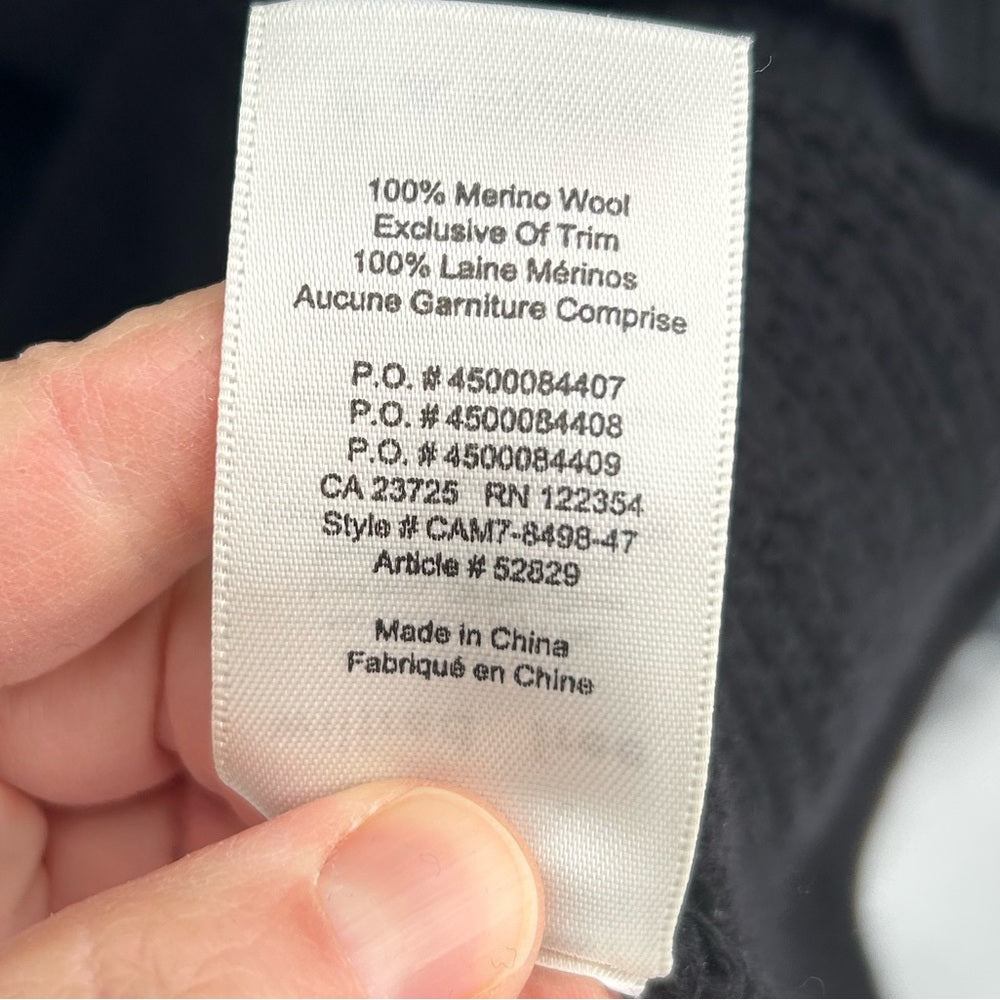 100% Merino Wool
Exclusive Of Trim
100% Laine Mérinos
Aucune Garniture Comprise
P.O. # 4500084407
P.O. # 4500084408
P.O. # 4500084409
CA 23725 RN 122354
Style # CAM7-8498-47
Article # 52829
Made in China
Fabriqué en Chine